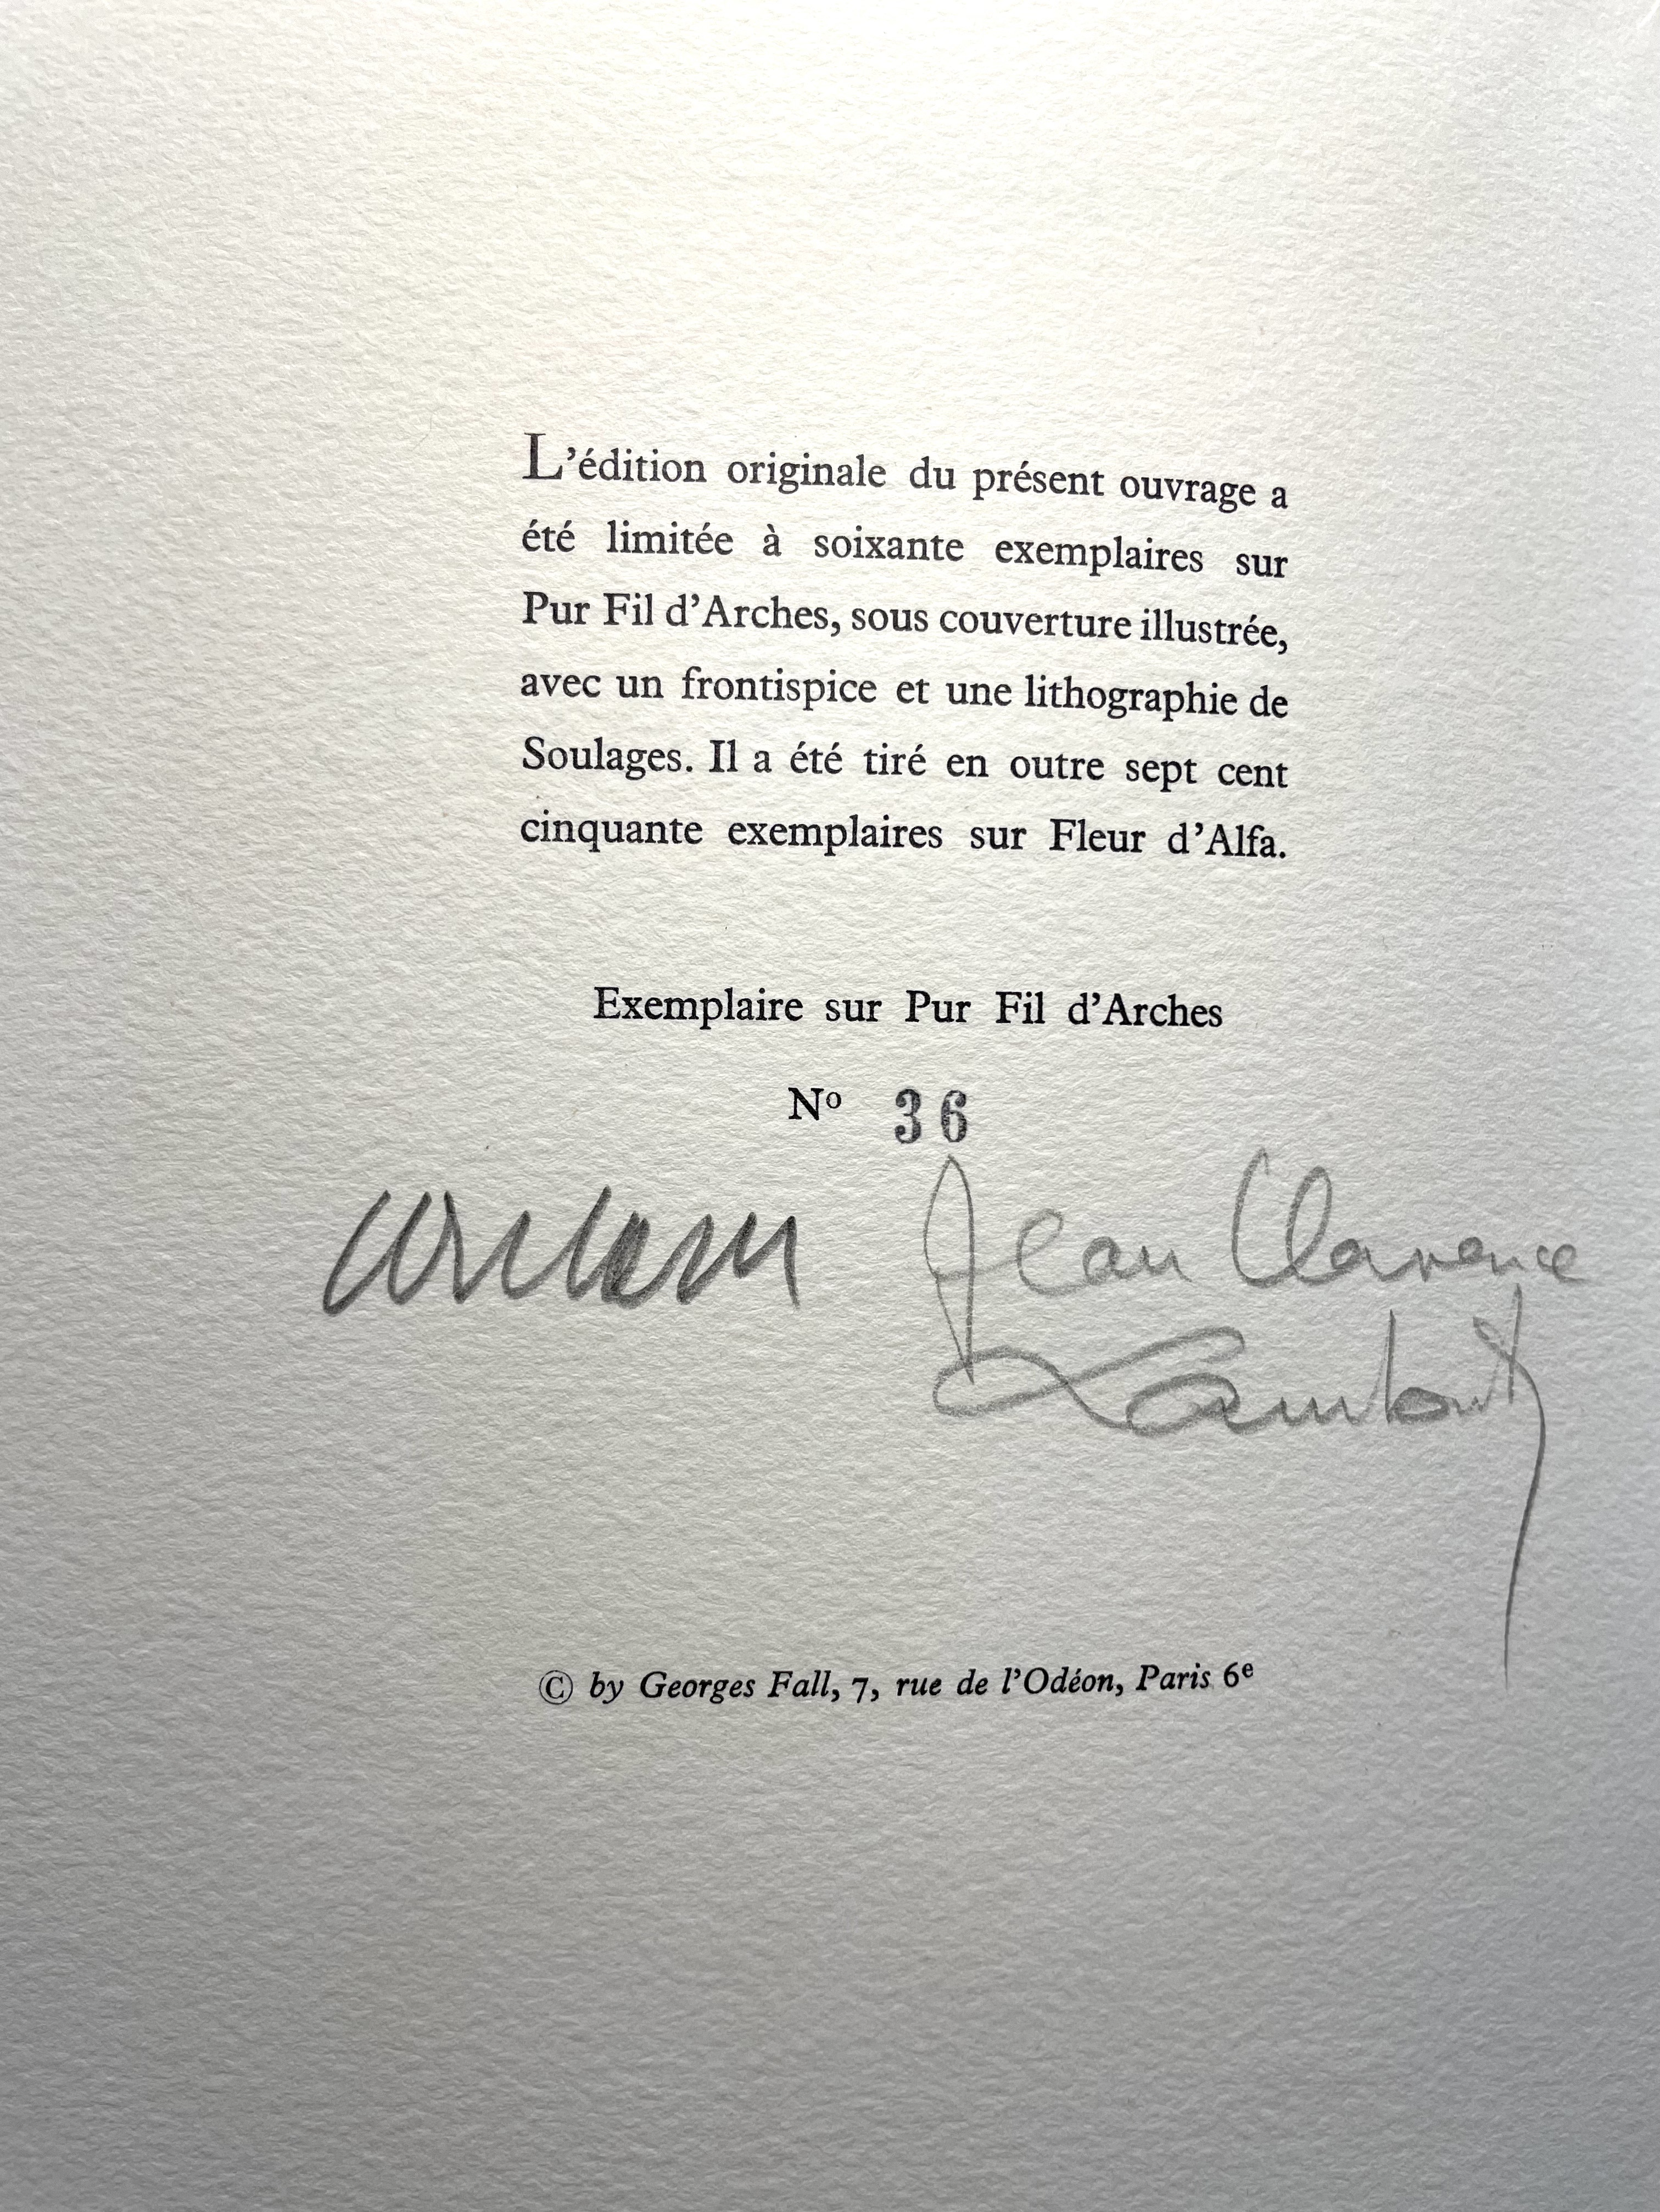 L'édition originale du présent ouvrage a
été limitée à soixante exemplaires sur
Pur Fil d'Arches, sous couverture illustrée,
avec un frontispice et une lithographie de
Soulages. Il a été tiré en outre sept cent
cinquante exemplaires sur Fleur d'Alfa.
Exemplaire sur Pur Fil d'Arches
Nº 36
Jean Clarence
Lambert
© by Georges Fall, 7, rue de l'Odéon, Paris 6e